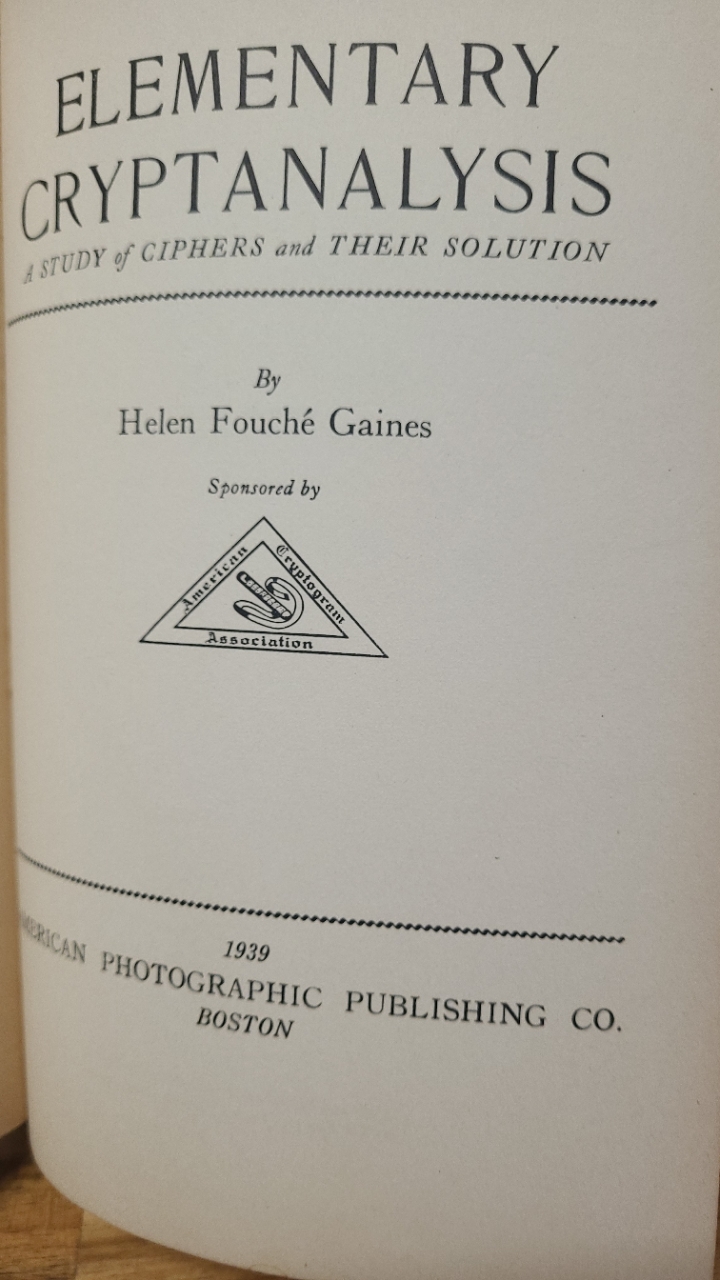 ELEMENTARY
CRYPTANALYSIS
A STUDY of CIPHERS and THEIR SOLUTION
By
Helen Fouché Gaines
Sponsored by
American Cryptogram
Association
1939
AMERICAN PHOTOGRAPHIC PUBLISHING CO.
BOSTON